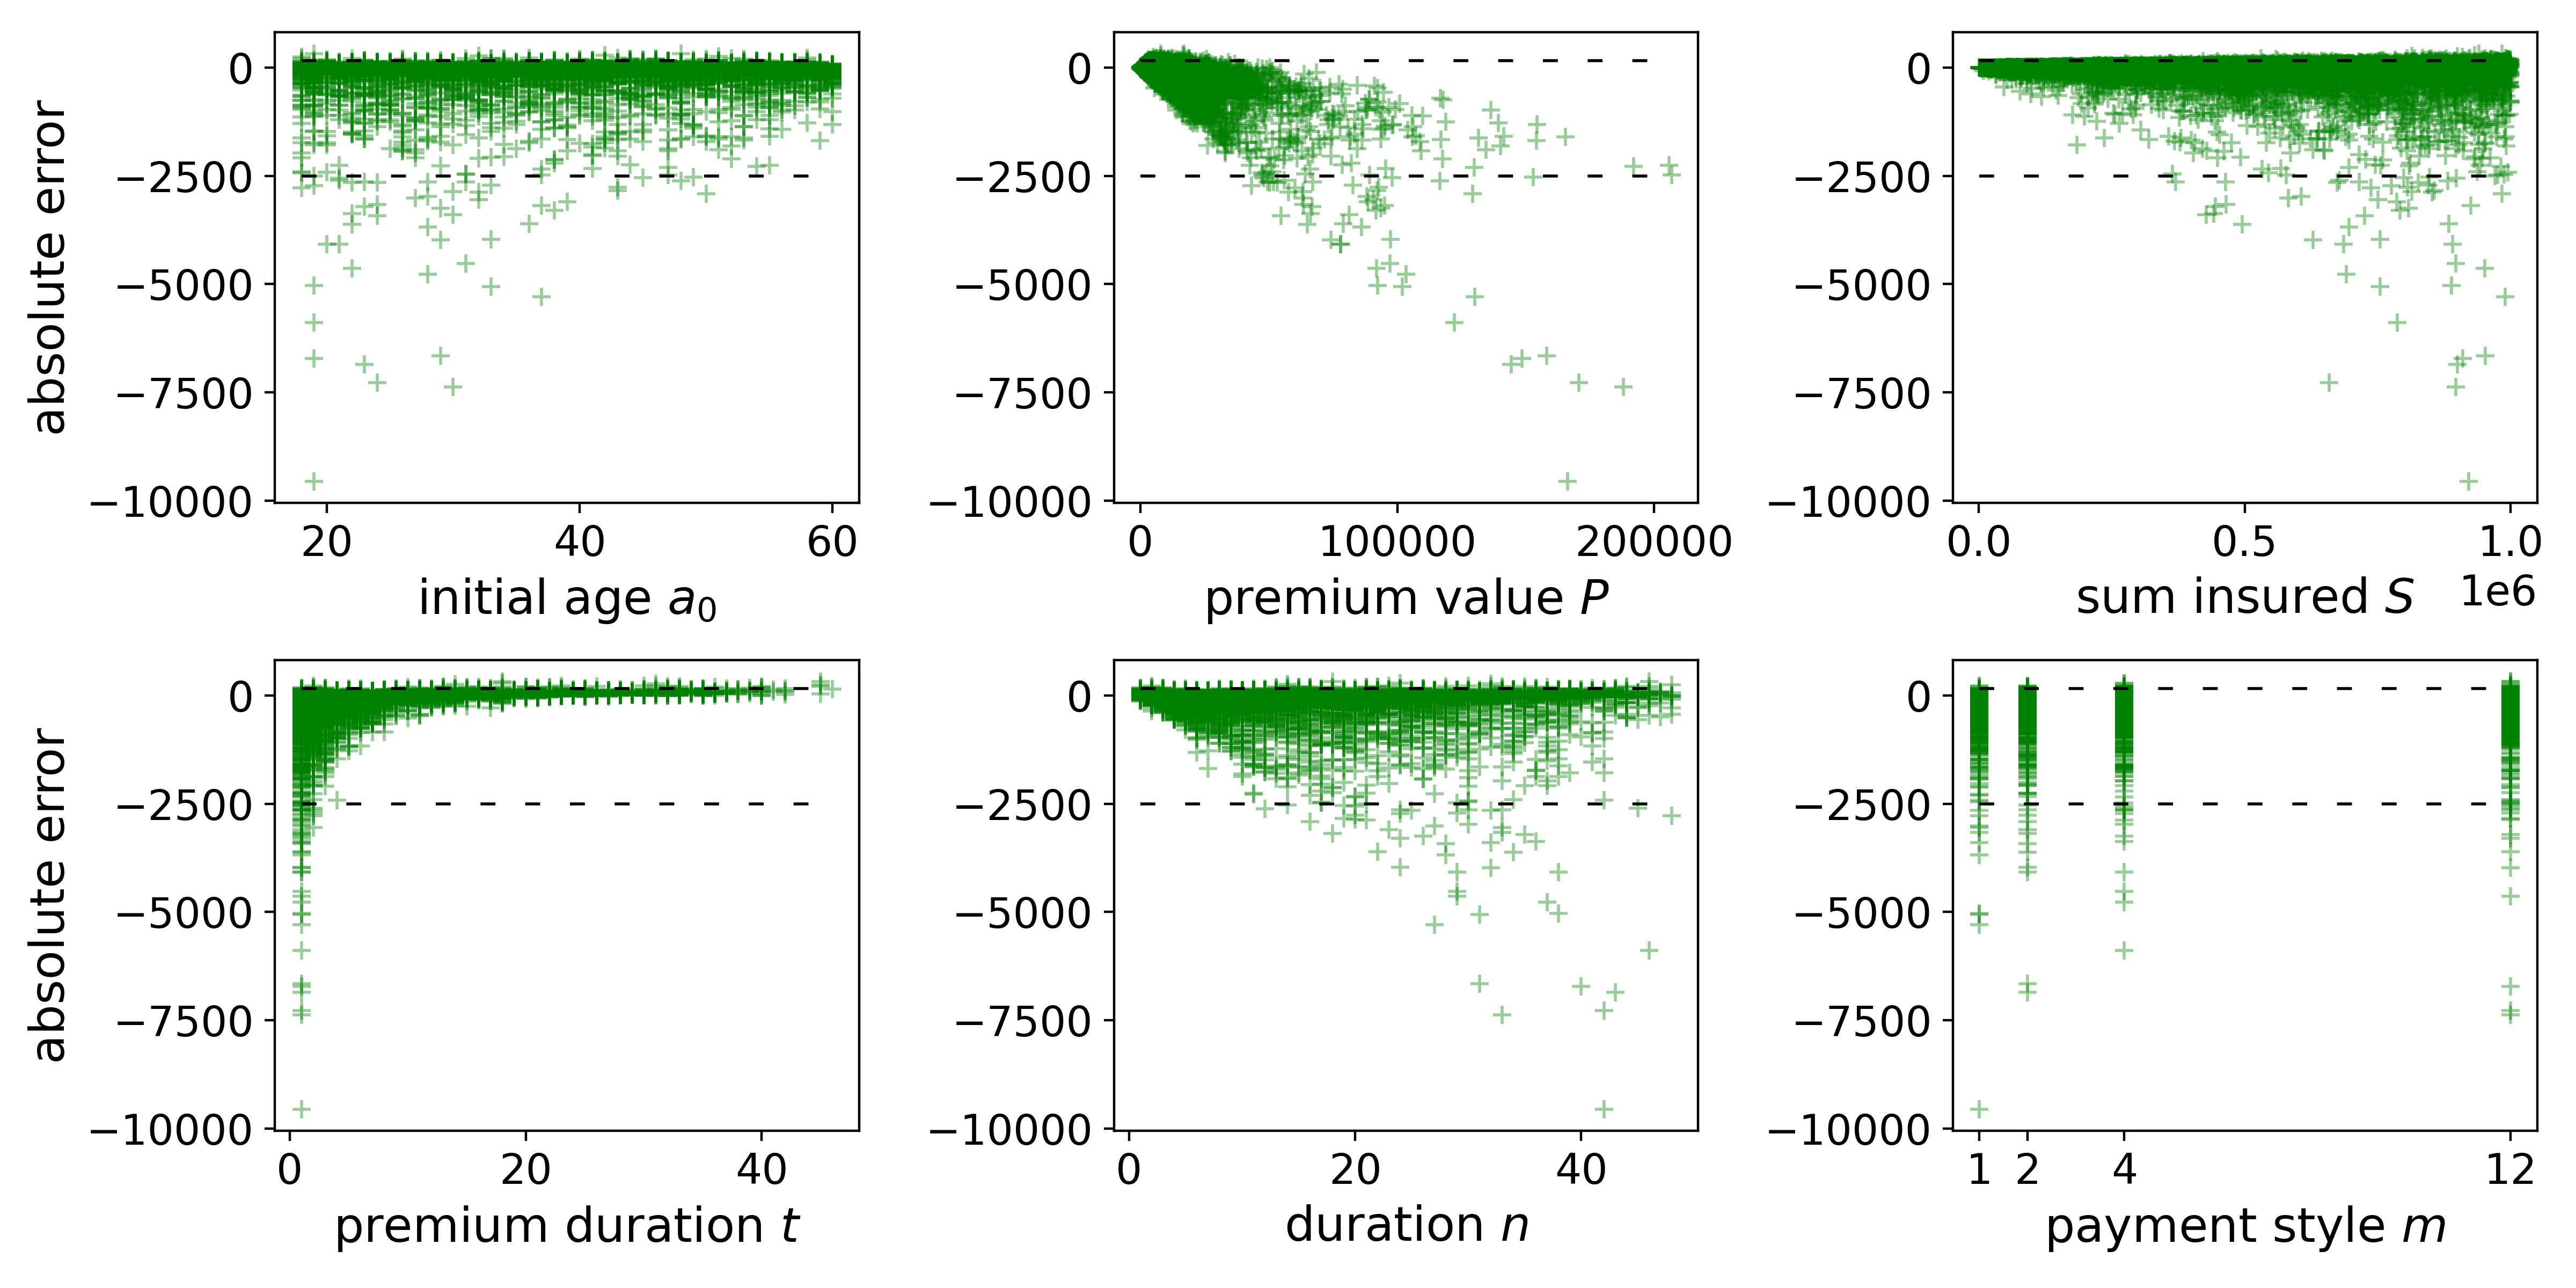 absolute error
0
−2500
−5000
−7500
−10000
20 40 60
initial age a₀
0
−2500
−5000
−7500
−10000
0 100000 200000
premium value P
0
−2500
−5000
−7500
−10000
0.0 0.5 1.0
1e6
sum insured S
absolute error
0
−2500
−5000
−7500
−10000
0 20 40
premium duration t
0
−2500
−5000
−7500
−10000
0 20 40
duration n
0
−2500
−5000
−7500
−10000
1 2 4 12
payment style m